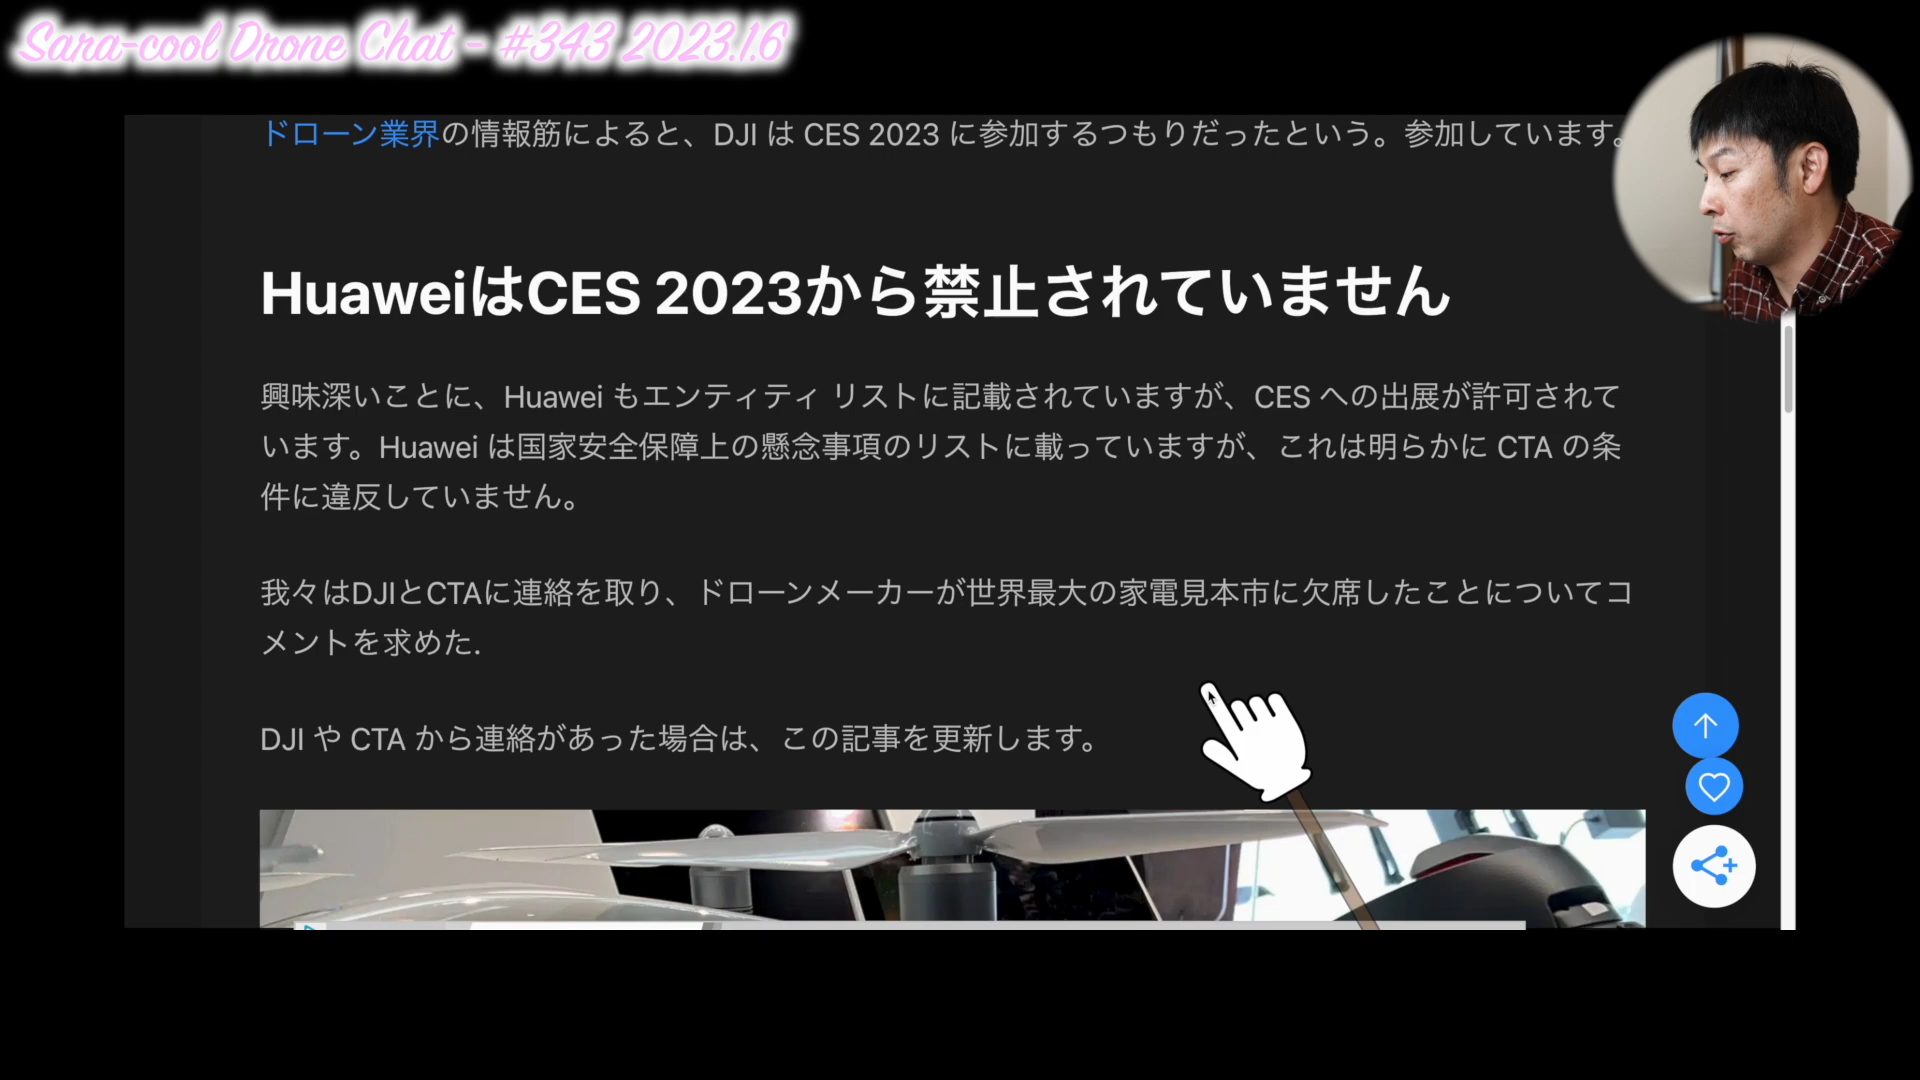 Sara-cool Drone Chat - #343 2023.1.6
ドローン業界の情報筋によると、DJI は CES 2023 に参加するつもりだったという。参加しています。
HuaweiはCES 2023から禁止されていません
興味深いことに、Huawei もエンティティ リストに記載されていますが、CES への出展が許可されて
います。Huawei は国家安全保障上の懸念事項のリストに載っていますが、これは明らかに CTA の条
件に違反していません。
我々はDJIとCTAに連絡を取り、ドローンメーカーが世界最大の家電見本市に欠席したことについてコ
メントを求めた.
DJI や CTA から連絡があった場合は、この記事を更新します。